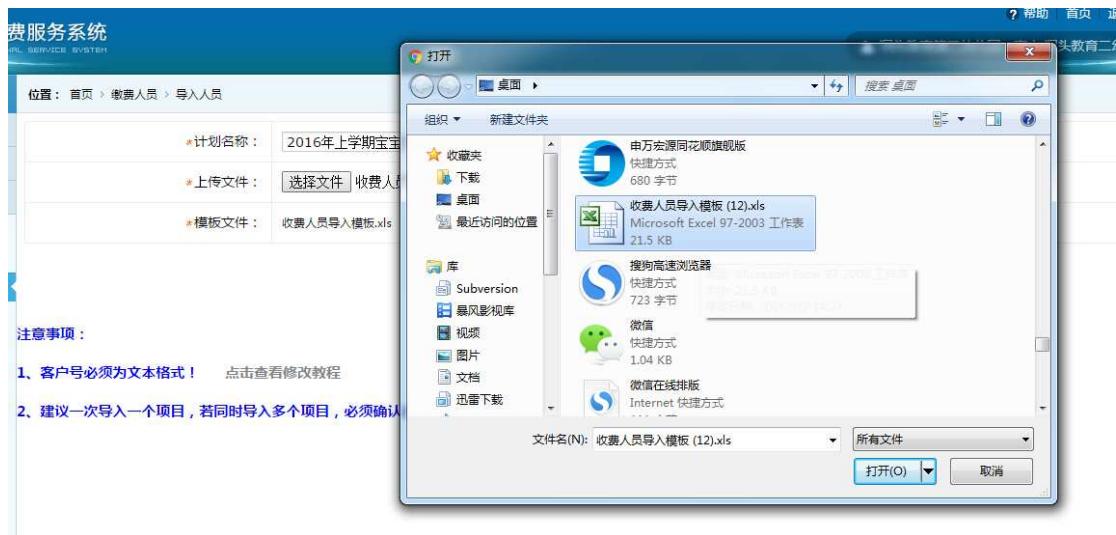 帮助 首页
费服务系统
SERVICE SYSTEM
头教育二
打开
位置： 首页 > 缴费人员 > 导入人员
桌面
搜索 桌面
组织 新建文件夹
*计划名称： 2016年上学期宝宝
*上传文件： 选择文件 收费人
*模板文件： 收费人员导入模板.xls
收藏夹
下载
桌面
最近访问的位置
库
Subversion
暴风影视库
视频
图片
文档
迅雷下载
申万宏源同花顺旗舰版
快捷方式
680 字节
收费人员导入模板 (12).xls
Microsoft Excel 97-2003 工作表
21.5 KB
搜狗高速浏览器
快捷方式
723 字节
微信
快捷方式
1.04 KB
微信在线排版
Internet 快捷方式
注意事项：
1、客户号必须为文本格式！ 点击查看修改教程
2、建议一次导入一个项目，若同时导入多个项目，必须确认
文件名(N): 收费人员导入模板 (12).xls 所有文件
打开(O) 取消